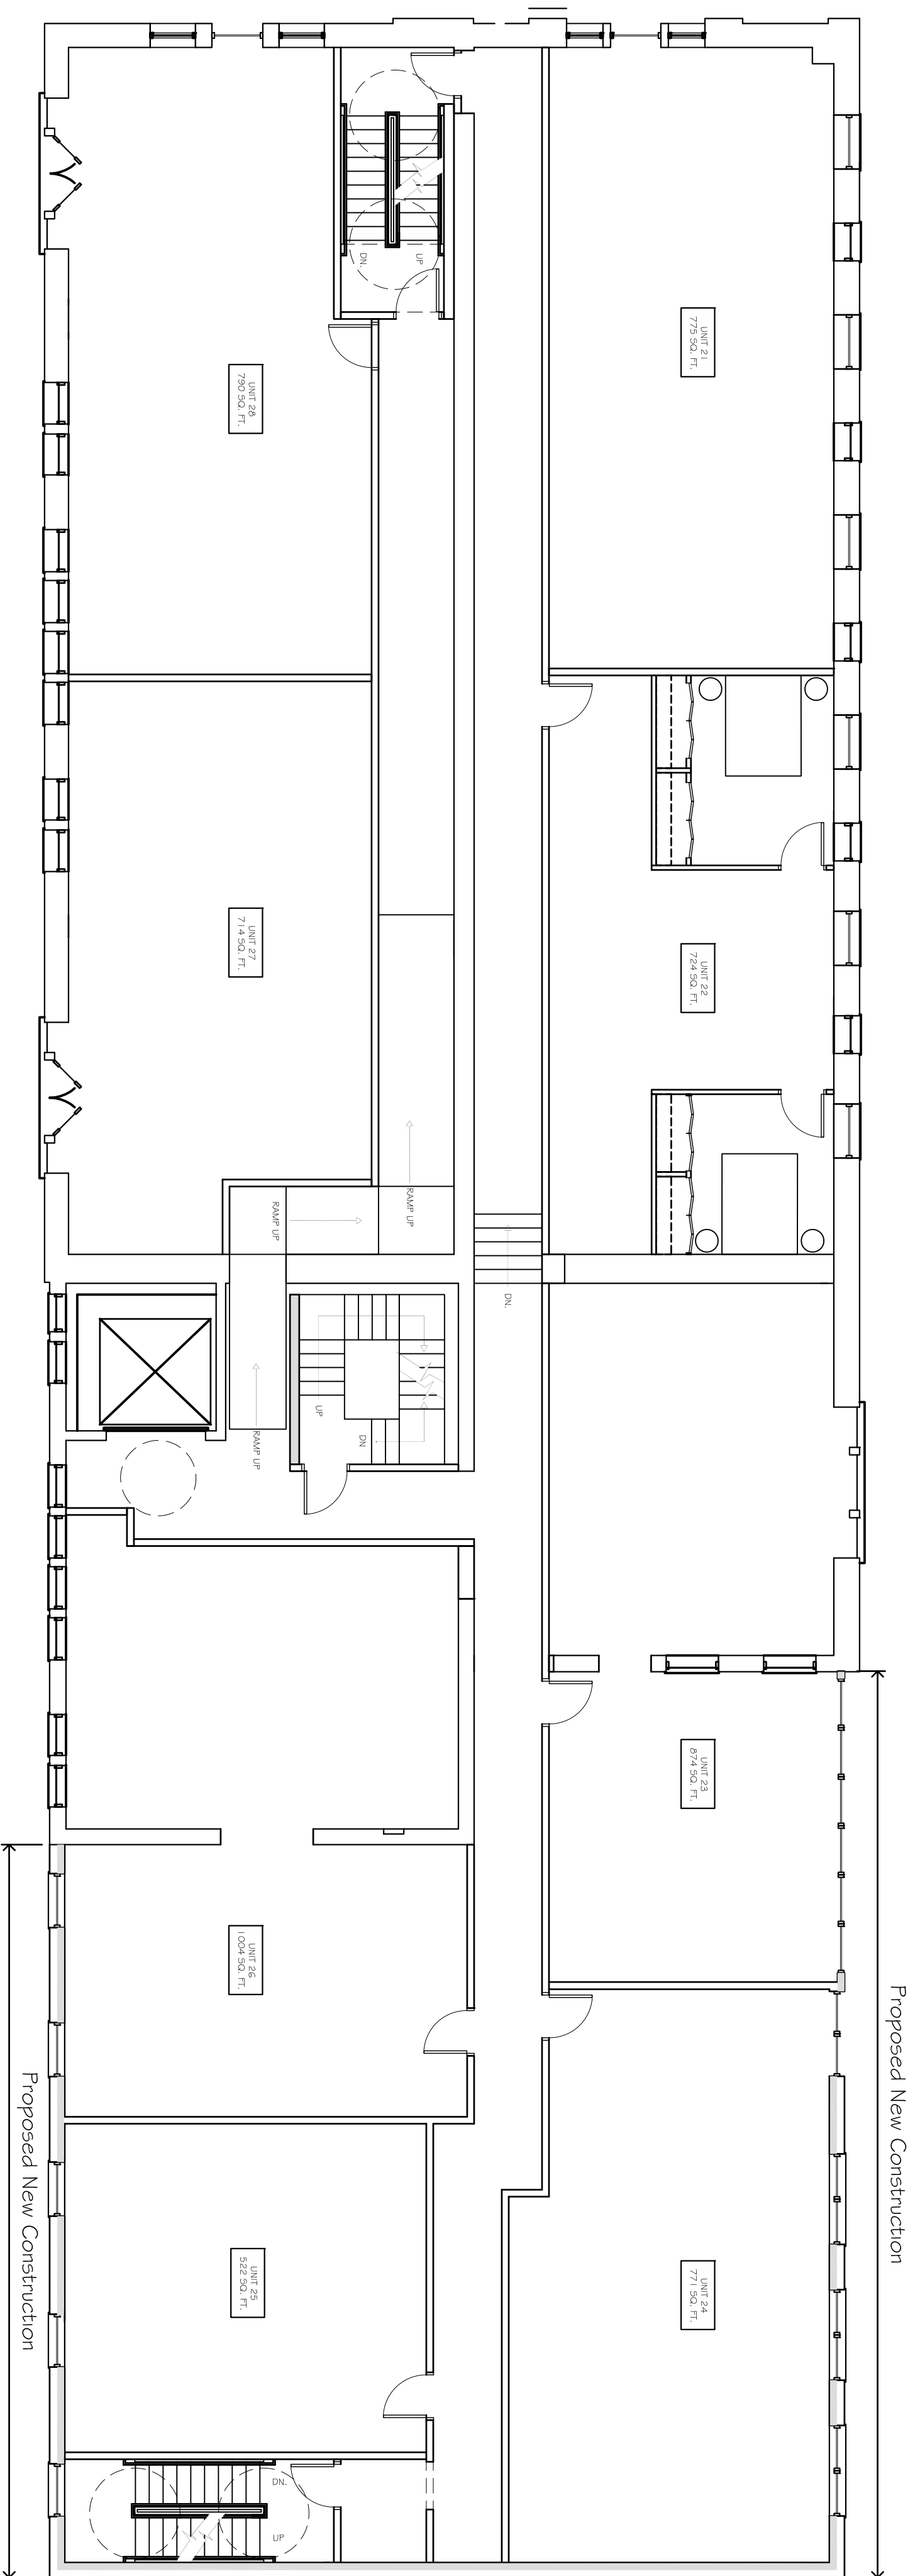 DN.
UP
UNIT 21
775 SQ. FT.
UNIT 28
790 SQ. FT.
UNIT 22
724 SQ. FT.
UNIT 27
714 SQ. FT.
RAMP UP
RAMP UP
DN.
UP
DN
RAMP UP
UNIT 23
874 SQ. FT.
UNIT 26
1004 SQ. FT.
Proposed New Construction
Proposed New Construction
UNIT 25
522 SQ. FT.
UNIT 24
771 SQ. FT.
DN.
UP